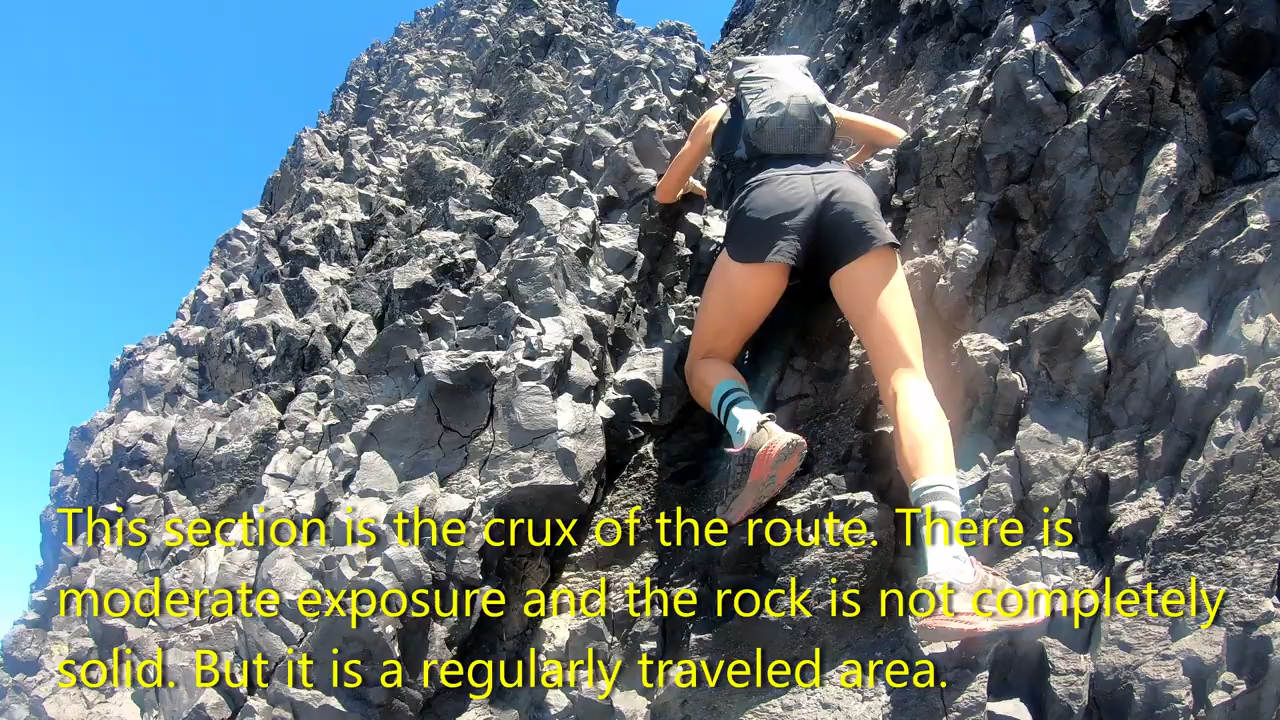 This section is the crux of the route. There is
moderate exposure and the rock is not completely
solid. But it is a regularly traveled area.